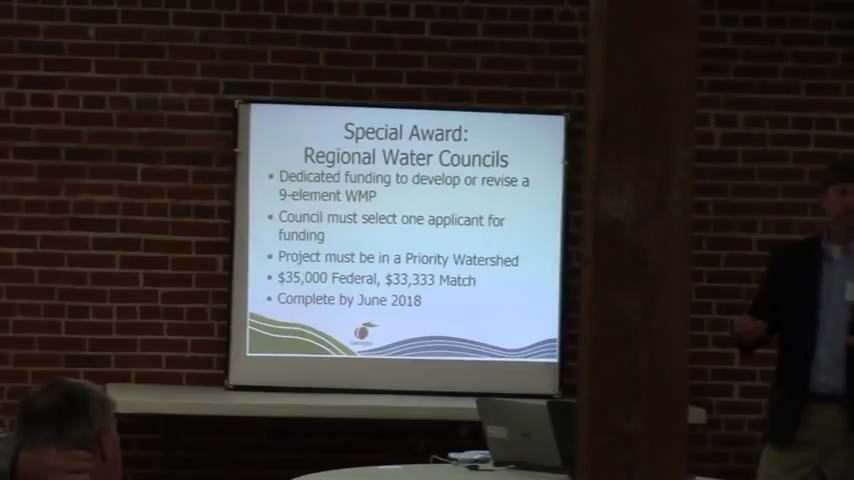 Special Award:
Regional Water Councils
• Dedicated funding to develop or revise a
9-element WMP
• Council must select one applicant for
funding
• Project must be in a Priority Watershed
• $35,000 Federal, $33,333 Match
• Complete by June 2018